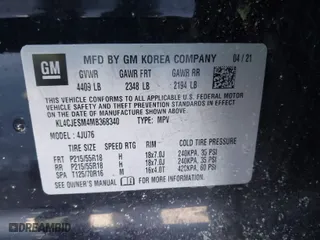 GM
MFD BY GM KOREA COMPANY 04/21
GVWR GAWR FRT GAWR RR
4409 LB 2348 LB 2194 LB
THIS VEHICLE CONFORMS TO ALL APPLICABLE U.S. FEDERAL MOTOR
VEHICLE SAFETY AND THEFT PREVENTION STANDARDS IN EFFECT ON
THE DATE OF MANUFACTURE SHOWN ABOVE.
KL4CJESM4MB368340 TYPE: MPV
MODEL: 4JU76
TIRE SIZE SPEED RTG RIM COLD TIRE PRESSURE
FRT P215/55R18 H 18x7.0J 240KPA, 35 PSI
RR P215/55R18 H 18x7.0J 240KPA, 35 PSI
SPA T125/70R16 M 16x4.0T 420KPA, 60 PSI
SEE OWNER'S MANUAL FOR ADDITIONAL INFORMATION.